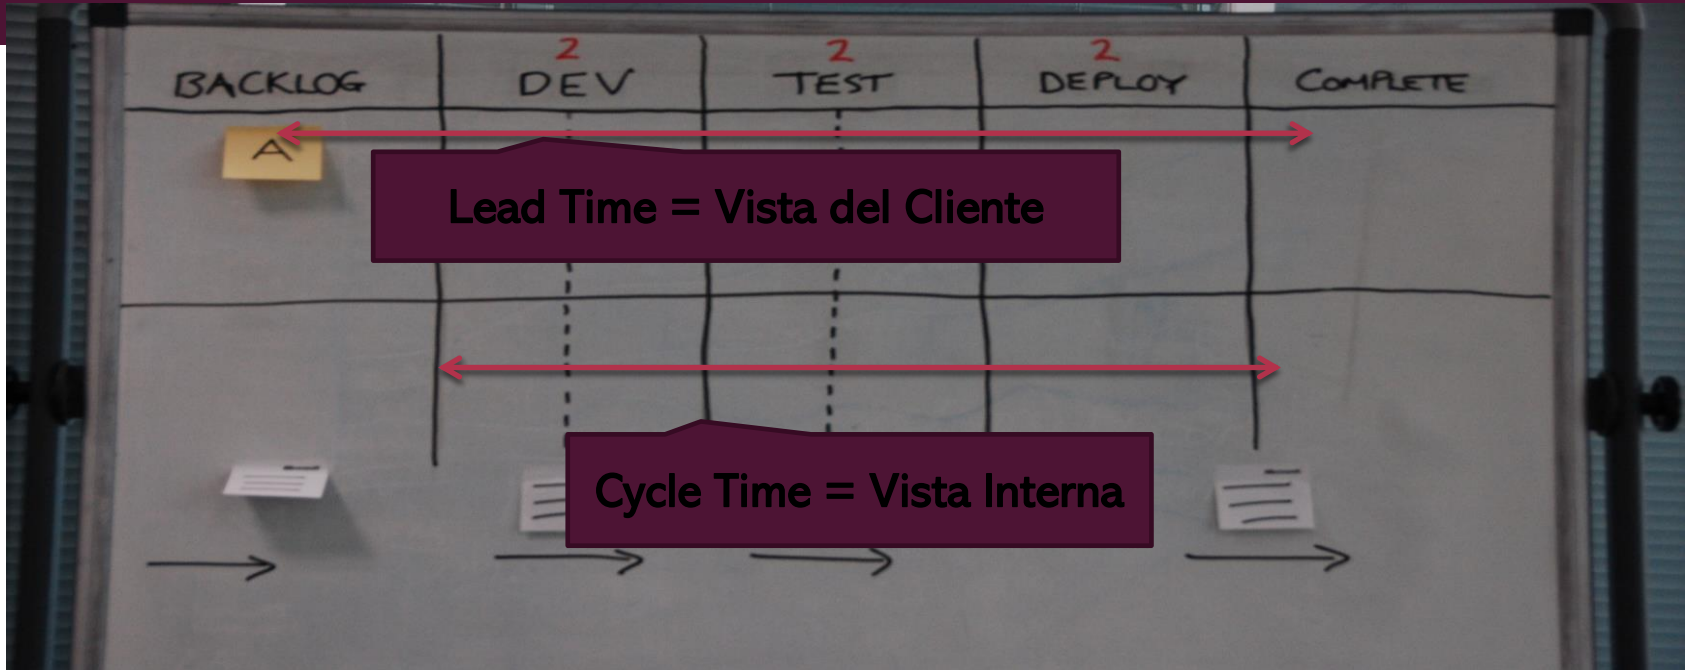 2 2 2
BACKLOG DEV TEST DEPLOY COMPLETE
A
Lead Time = Vista del Cliente
Cycle Time = Vista Interna